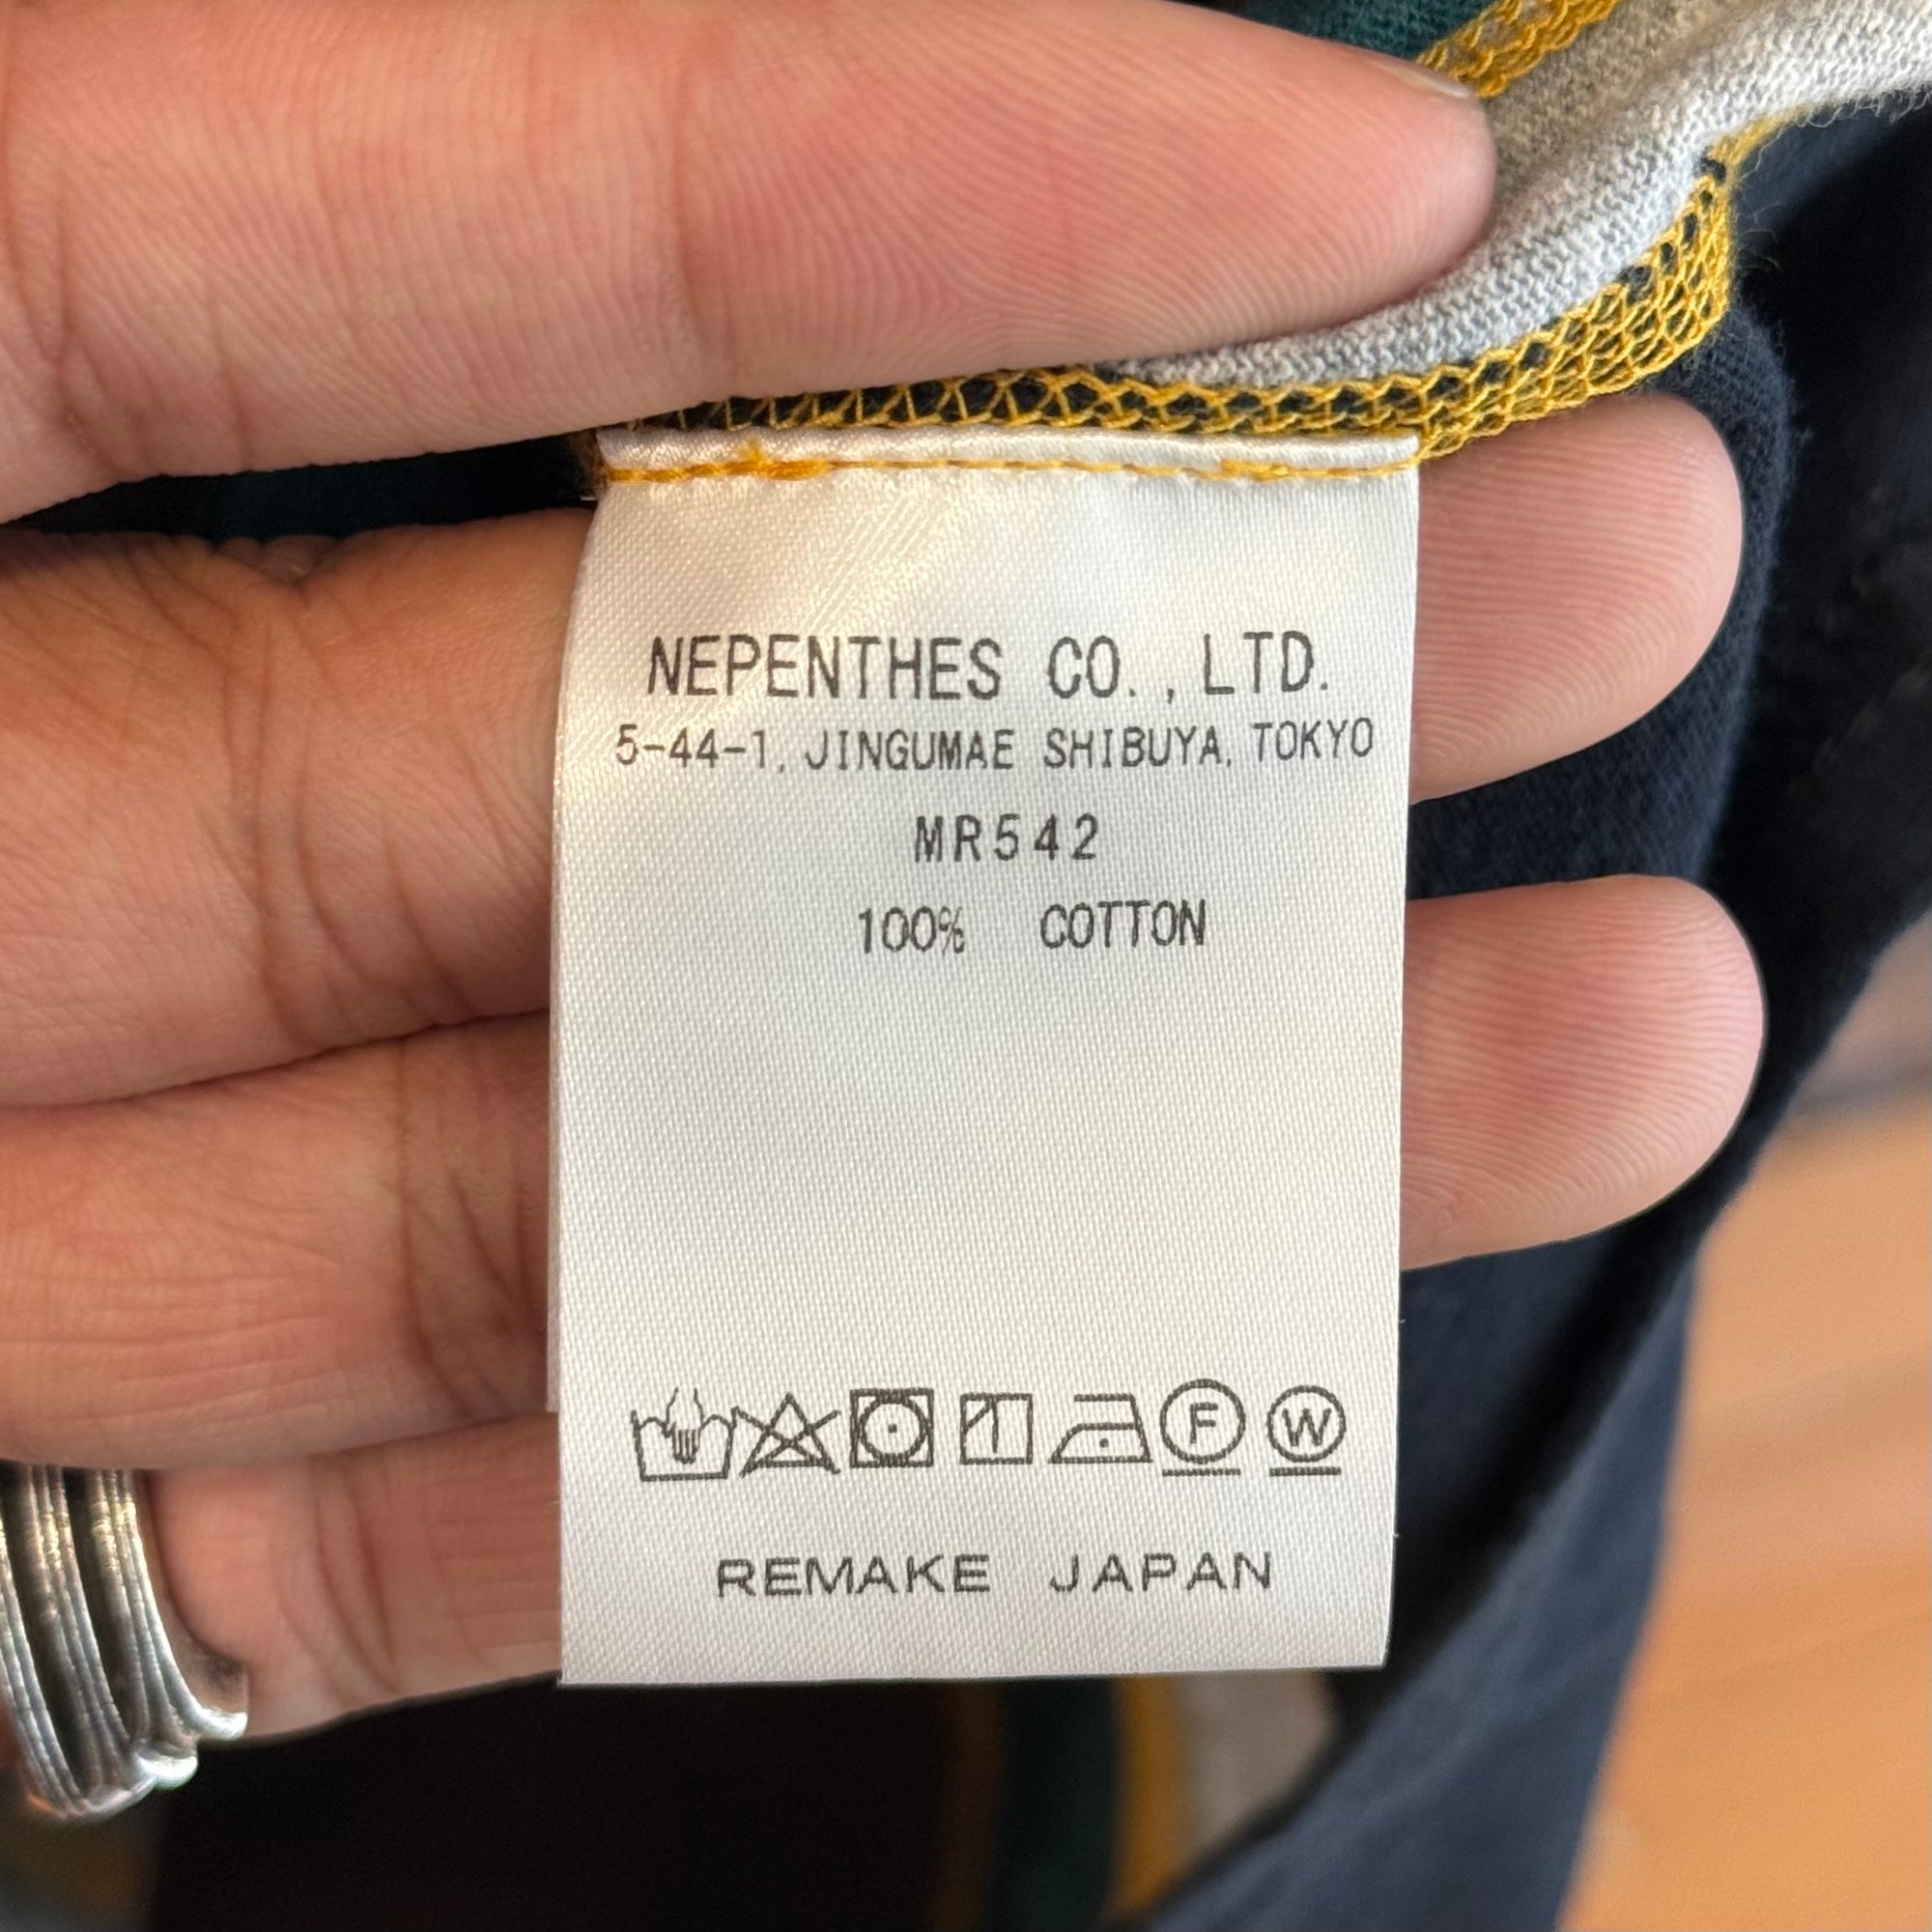 NEPENTHES CO., LTD.
5-44-1, JINGUMAE SHIBUYA, TOKYO
MR542
100% COTTON
F W
REMAKE JAPAN